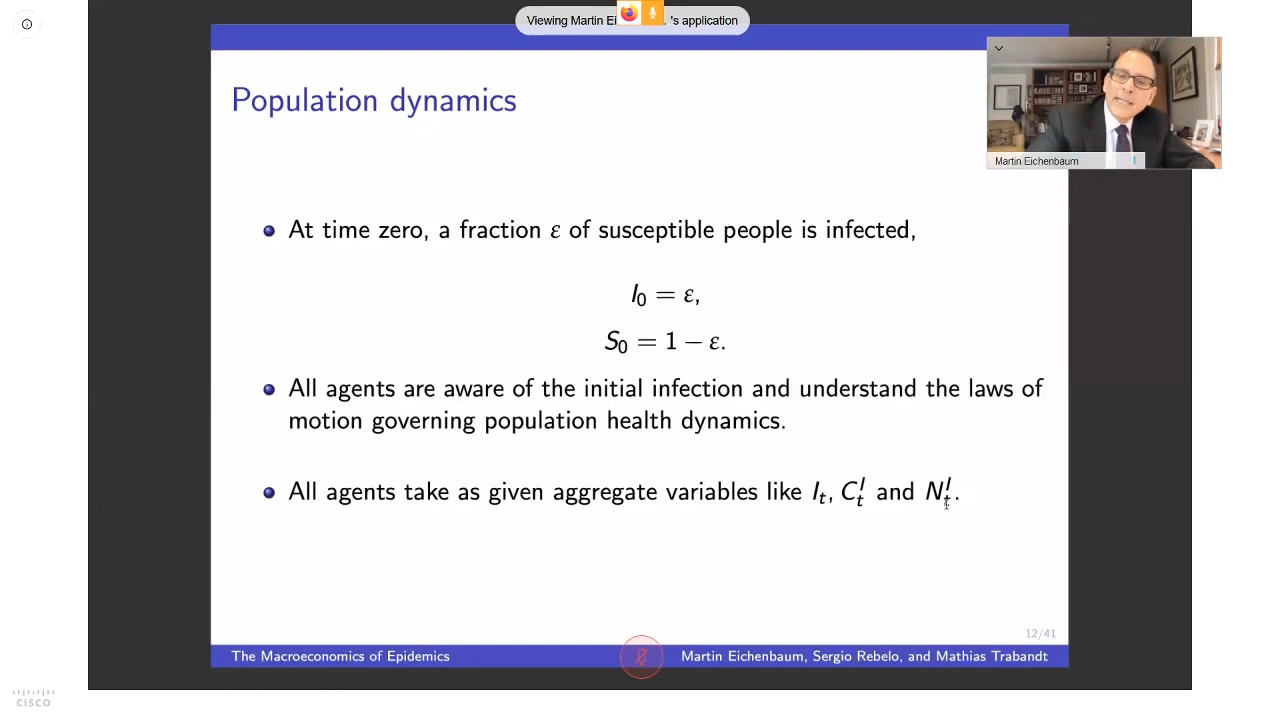 Viewing Martin Ei 's application
Population dynamics
Martin Eichenbaum
At time zero, a fraction ε of susceptible people is infected,
I₀ = ε,
S₀ = 1 − ε.
All agents are aware of the initial infection and understand the laws of
motion governing population health dynamics.
All agents take as given aggregate variables like Iₜ, Cₜᴵ and Nₜᴵ.
12/41
The Macroeconomics of Epidemics
Martin Eichenbaum, Sergio Rebelo, and Mathias Trabandt
CISCO